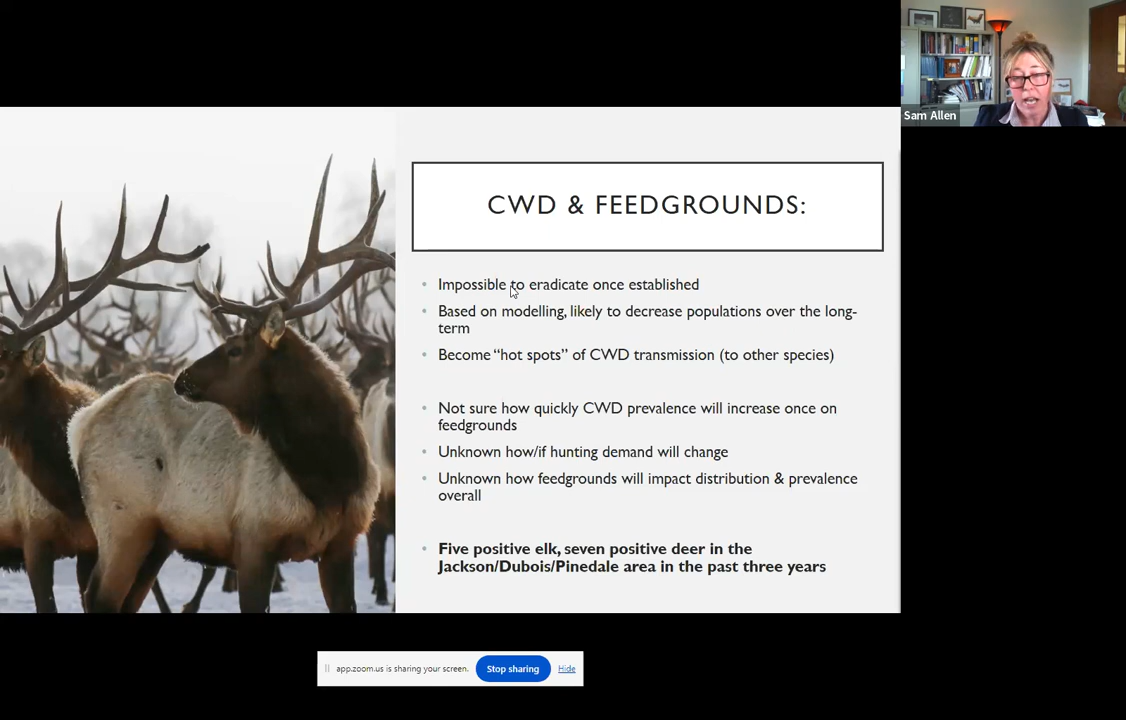 Sam Allen
CWD & FEEDGROUNDS:
• Impossible to eradicate once established
• Based on modelling, likely to decrease populations over the long-
term
• Become “hot spots” of CWD transmission (to other species)
• Not sure how quickly CWD prevalence will increase once on
feedgrounds
• Unknown how/if hunting demand will change
• Unknown how feedgrounds will impact distribution & prevalence
overall
• Five positive elk, seven positive deer in the
Jackson/Dubois/Pinedale area in the past three years
app.zoom.us is sharing your screen. Stop sharing Hide